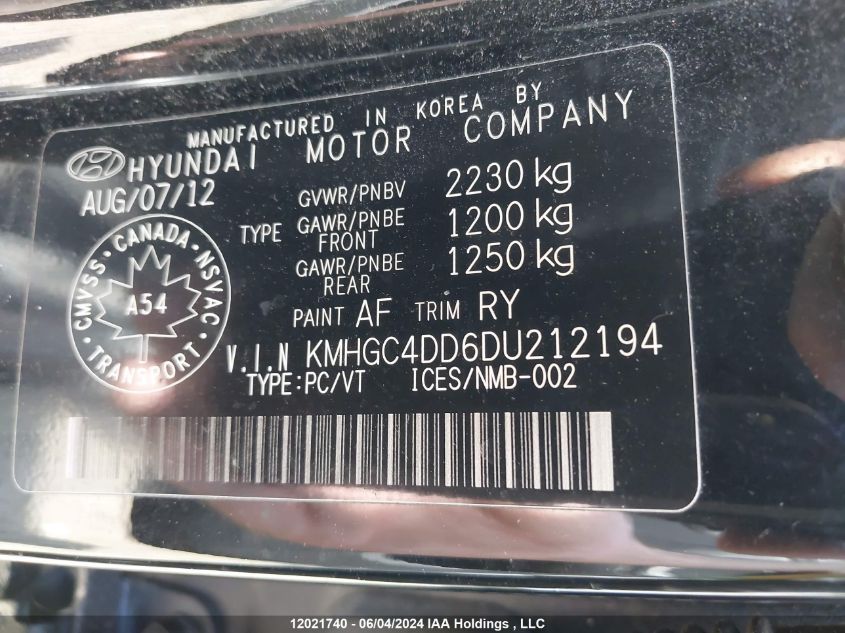 MANUFACTURED IN KOREA BY
HYUNDAI MOTOR COMPANY
AUG/07/12
GVWR/PNBV 2230 kg
TYPE GAWR/PNBE FRONT 1200 kg
GAWR/PNBE REAR 1250 kg
PAINT AF TRIM RY
CMVSS · CANADA · NSVAC
A54
TRANSPORT
V.I.N KMHGC4DD6DU212194
TYPE:PC/VT ICES/NMB-002
12021740 - 06/04/2024 IAA Holdings , LLC